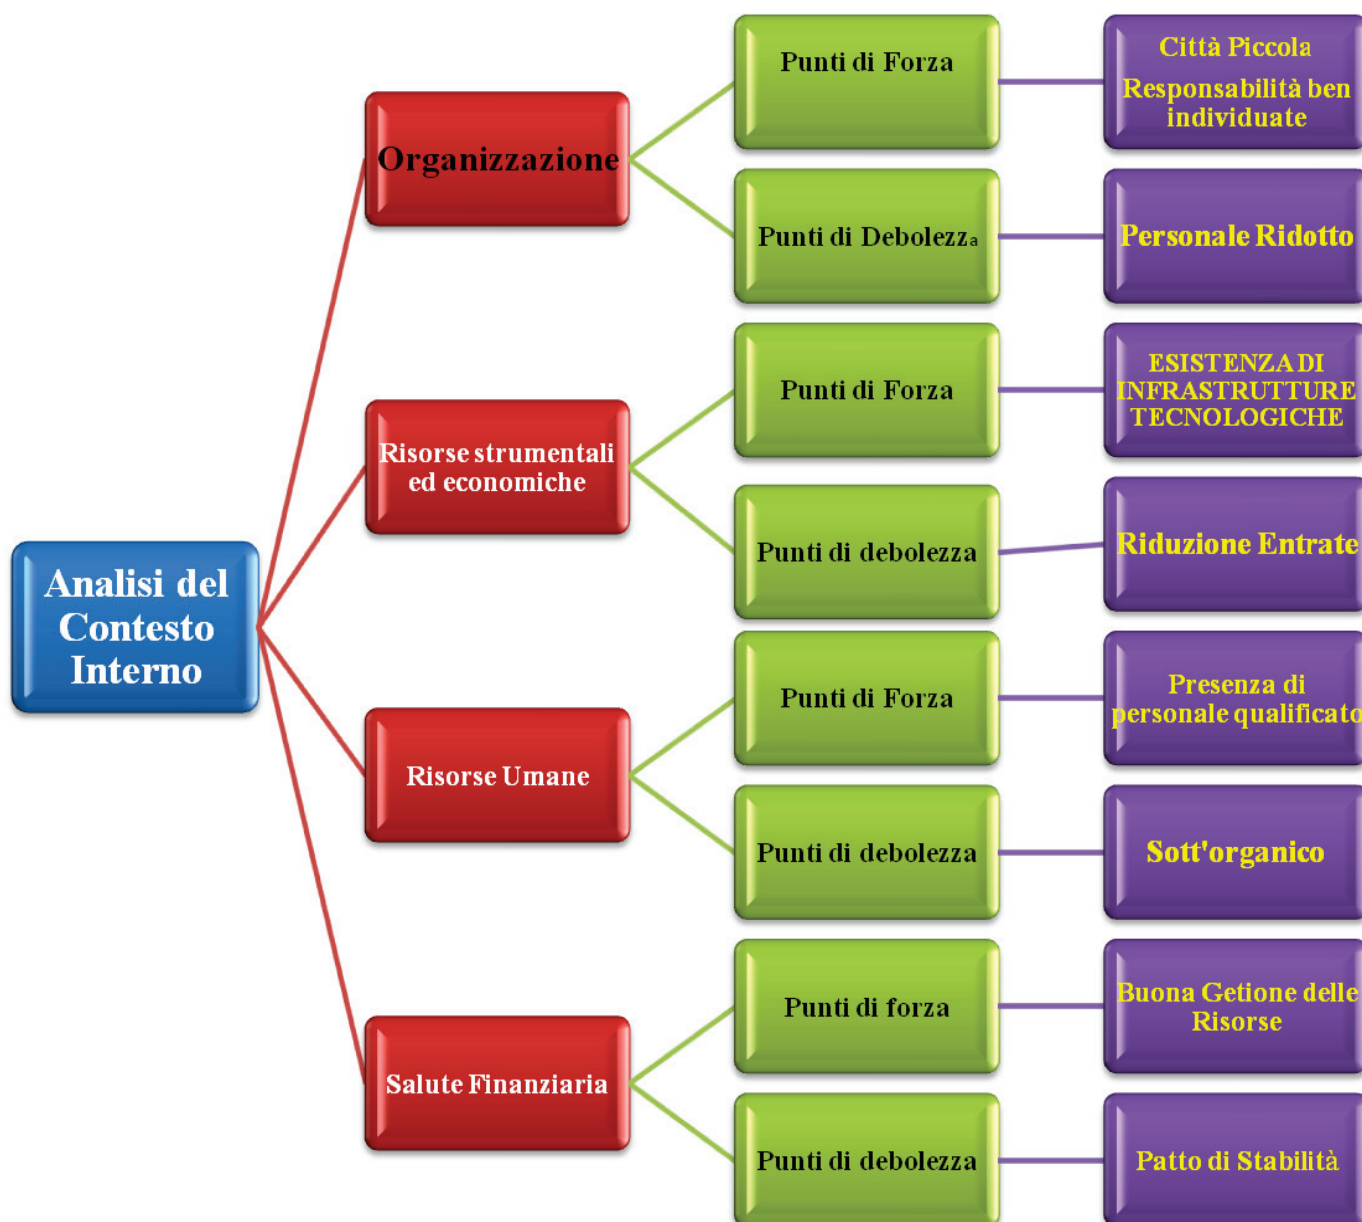 Analisi del
Contesto
Interno
Organizzazione
Punti di Forza
Città Piccola
Responsabilità ben
individuate
Punti di Debolezza
Personale Ridotto
Risorse strumentali
ed economiche
Punti di Forza
ESISTENZA DI
INFRASTRUTTURE
TECNOLOGICHE
Punti di debolezza
Riduzione Entrate
Risorse Umane
Punti di Forza
Presenza di
personale qualificato
Punti di debolezza
Sott'organico
Salute Finanziaria
Punti di forza
Buona Getione delle
Risorse
Punti di debolezza
Patto di Stabilità